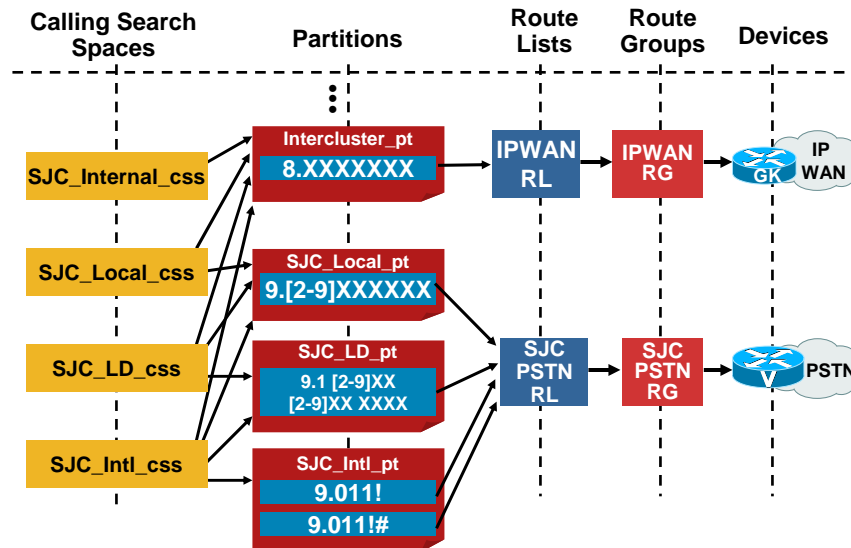 Calling Search
Spaces
Partitions
Route
Lists
Route
Groups
Devices
Intercluster_pt
8.XXXXXXX
SJC_Internal_css
IPWAN
RL
IPWAN
RG
GK
IP
WAN
SJC_Local_css
SJC_Local_pt
9.[2-9]XXXXXX
SJC_LD_css
SJC_LD_pt
9.1 [2-9]XX
[2-9]XX XXXX
SJC
PSTN
RL
SJC
PSTN
RG
V
PSTN
SJC_Intl_css
SJC_Intl_pt
9.011!
9.011!#